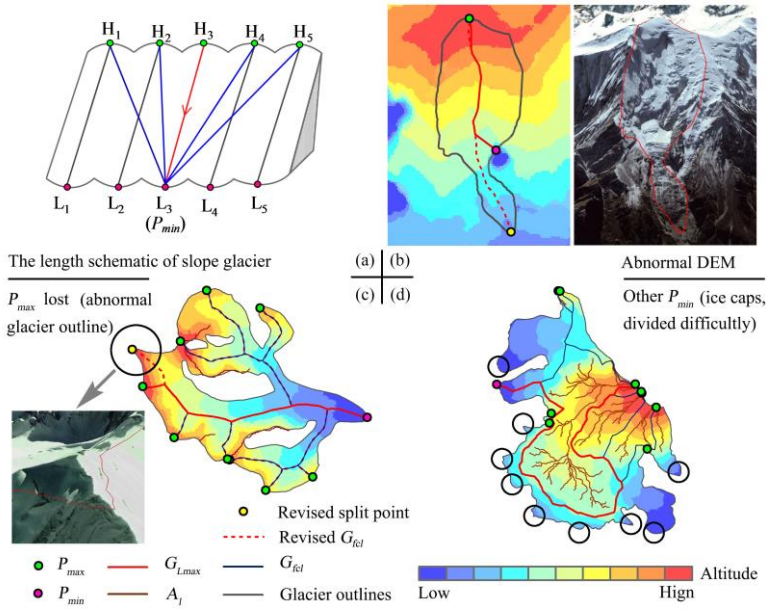 H1 H2 H3 H4 H5
L1 L2 L3 L4 L5
(Pmin)
The length schematic of slope glacier
(a) (b)
(c) (d)
Abnormal DEM
Pmax lost (abnormal
glacier outline)
Other Pmin (ice caps,
divided difficultly)
Revised split point
Revised Gfcl
Pmax GLmax Gfcl
Pmin Al Glacier outlines
Altitude
Low Hign